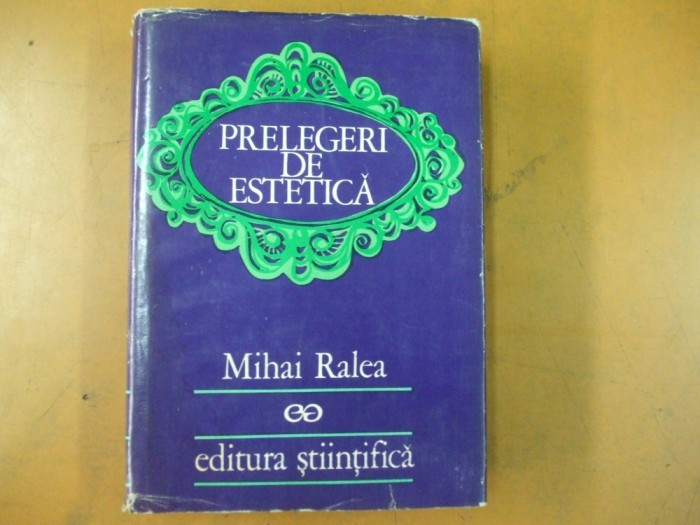 PRELEGERI
DE
ESTETICĂ
Mihai Ralea
editura științifică